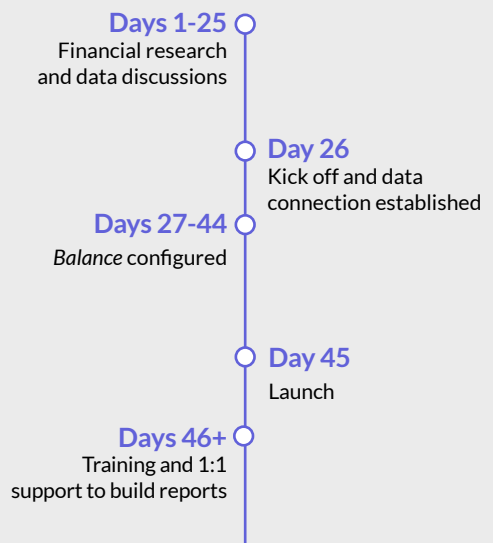 Days 1-25
Financial research
and data discussions
Day 26
Kick off and data
connection established
Days 27-44
Balance configured
Day 45
Launch
Days 46+
Training and 1:1
support to build reports